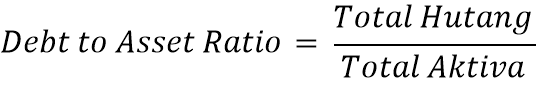 Debt to Asset Ratio = Total Hutang / Total Aktiva